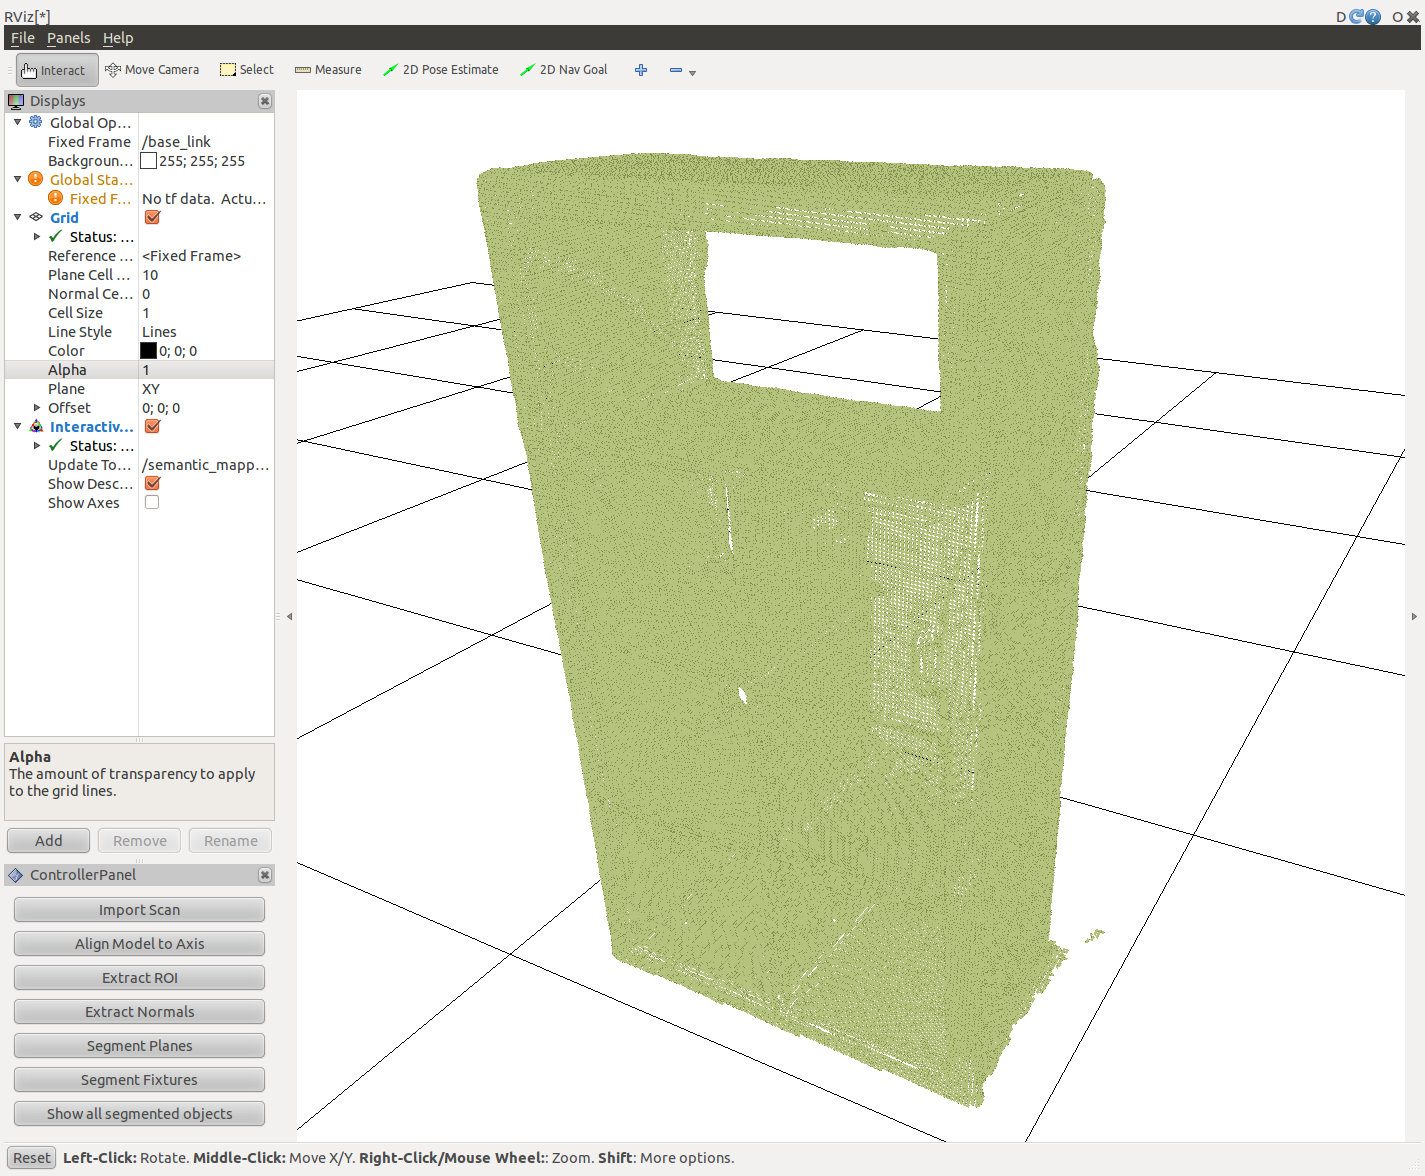 RViz[*]
D O
File Panels Help
Interact Move Camera Select Measure 2D Pose Estimate 2D Nav Goal
Displays
Global Op...
Fixed Frame /base_link
Backgroun... 255; 255; 255
Global Sta...
Fixed F... No tf data. Actu...
Grid
Status: ...
Reference ... <Fixed Frame>
Plane Cell ... 10
Normal Ce... 0
Cell Size 1
Line Style Lines
Color 0; 0; 0
Alpha 1
Plane XY
Offset 0; 0; 0
Interactiv...
Status: ...
Update To... /semantic_mapp...
Show Desc...
Show Axes
Alpha
The amount of transparency to apply
to the grid lines.
Add Remove Rename
ControllerPanel
Import Scan
Align Model to Axis
Extract ROI
Extract Normals
Segment Planes
Segment Fixtures
Show all segmented objects
Reset Left-Click: Rotate. Middle-Click: Move X/Y. Right-Click/Mouse Wheel:: Zoom. Shift: More options.